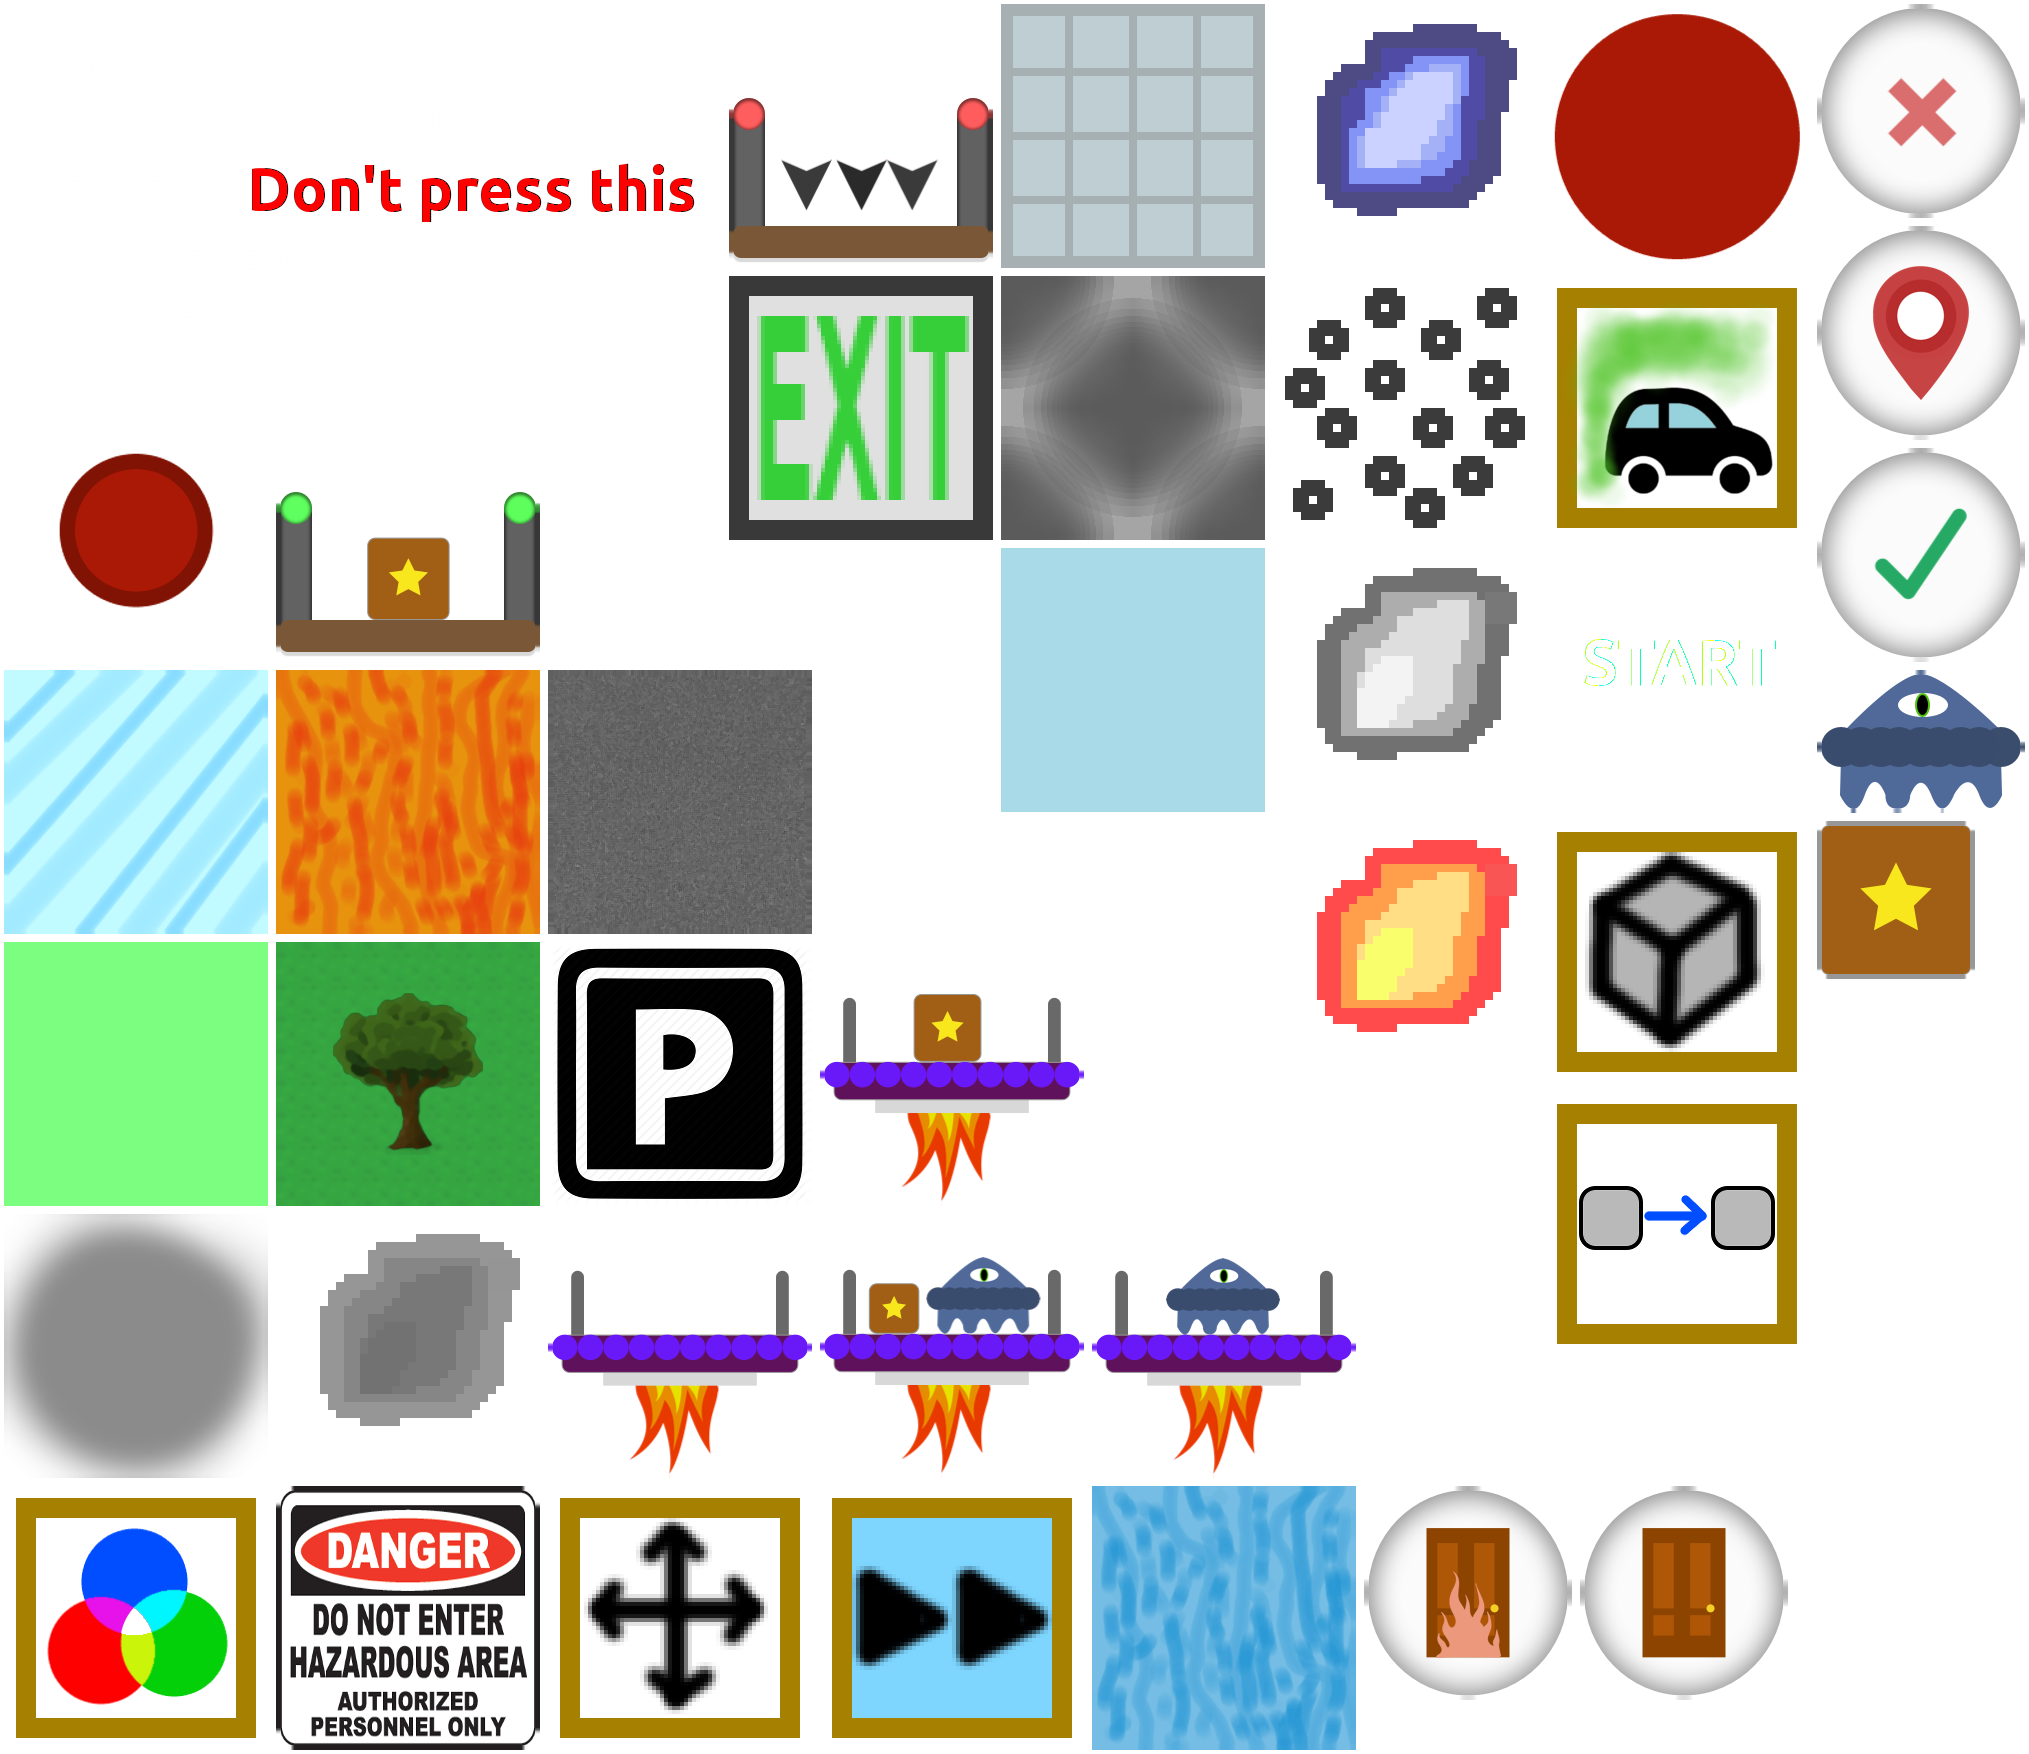 Don't press this
EXIT
START
P
DANGER
DO NOT ENTER
HAZARDOUS AREA
AUTHORIZED
PERSONNEL ONLY